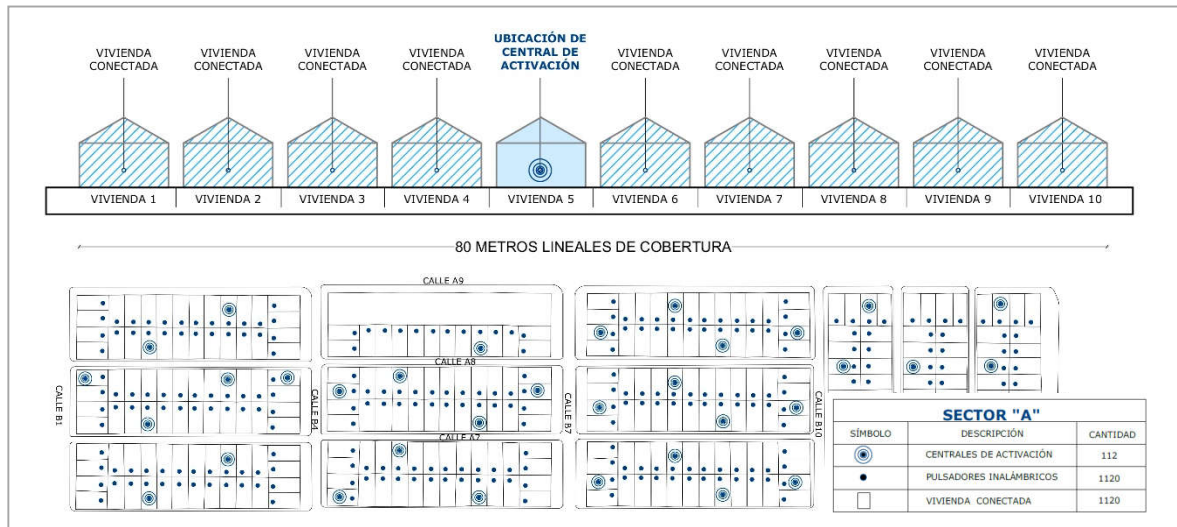 UBICACIÓN DE
CENTRAL DE
ACTIVACIÓN
VIVIENDA
CONECTADA
VIVIENDA
CONECTADA
VIVIENDA
CONECTADA
VIVIENDA
CONECTADA
VIVIENDA
CONECTADA
VIVIENDA
CONECTADA
VIVIENDA
CONECTADA
VIVIENDA
CONECTADA
VIVIENDA
CONECTADA
VIVIENDA 1
VIVIENDA 2
VIVIENDA 3
VIVIENDA 4
VIVIENDA 5
VIVIENDA 6
VIVIENDA 7
VIVIENDA 8
VIVIENDA 9
VIVIENDA 10
80 METROS LINEALES DE COBERTURA
CALLE A9
CALLE A8
CALLE B1
CALLE B4
CALLE B7
CALLE B10
CALLE A7
SECTOR "A"
SÍMBOLO DESCRIPCIÓN CANTIDAD
CENTRALES DE ACTIVACIÓN 112
PULSADORES INALÁMBRICOS 1120
VIVIENDA CONECTADA 1120